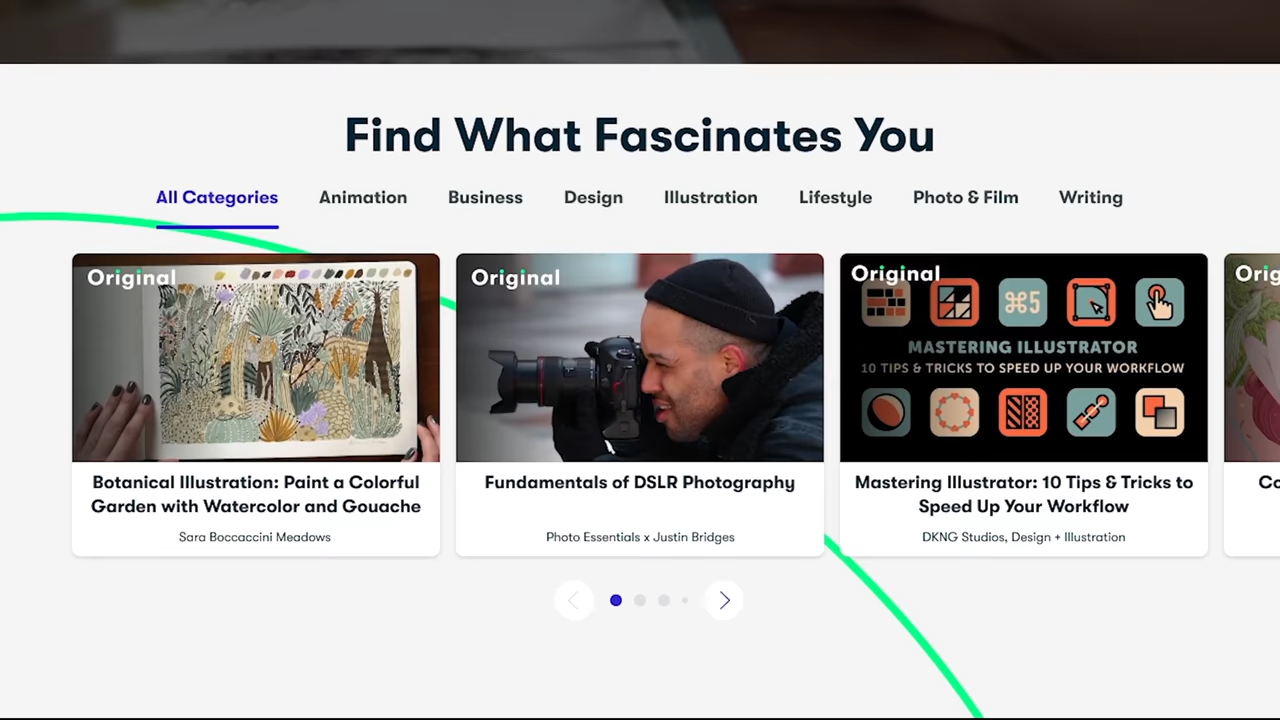 Find What Fascinates You
All Categories Animation Business Design Illustration Lifestyle Photo & Film Writing
Original
Botanical Illustration: Paint a Colorful
Garden with Watercolor and Gouache
Sara Boccaccini Meadows
Original
Fundamentals of DSLR Photography
Photo Essentials x Justin Bridges
Original
⌘5
MASTERING ILLUSTRATOR
10 TIPS & TRICKS TO SPEED UP YOUR WORKFLOW
Mastering Illustrator: 10 Tips & Tricks to
Speed Up Your Workflow
DKNG Studios, Design + Illustration
Orig
Co